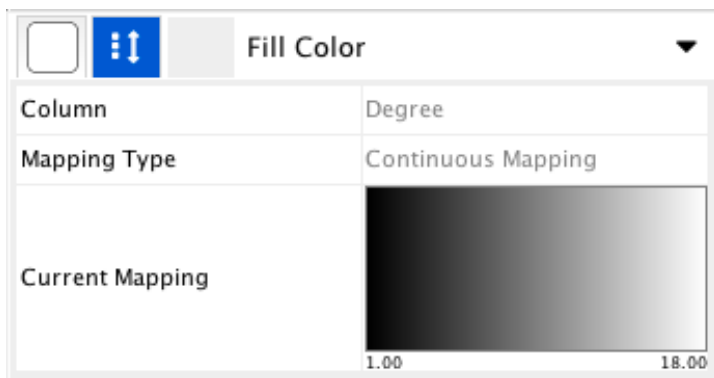 Fill Color
Column Degree
Mapping Type Continuous Mapping
Current Mapping
1.00 18.00